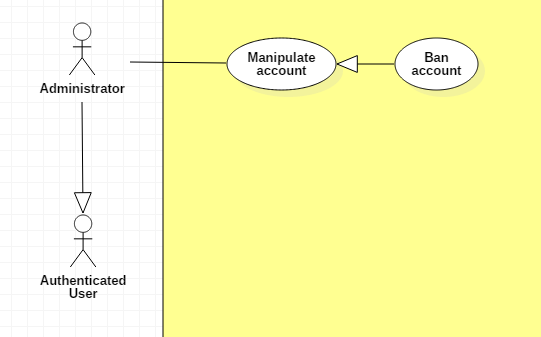 Manipulate
account
Ban
account
Administrator
Authenticated
User